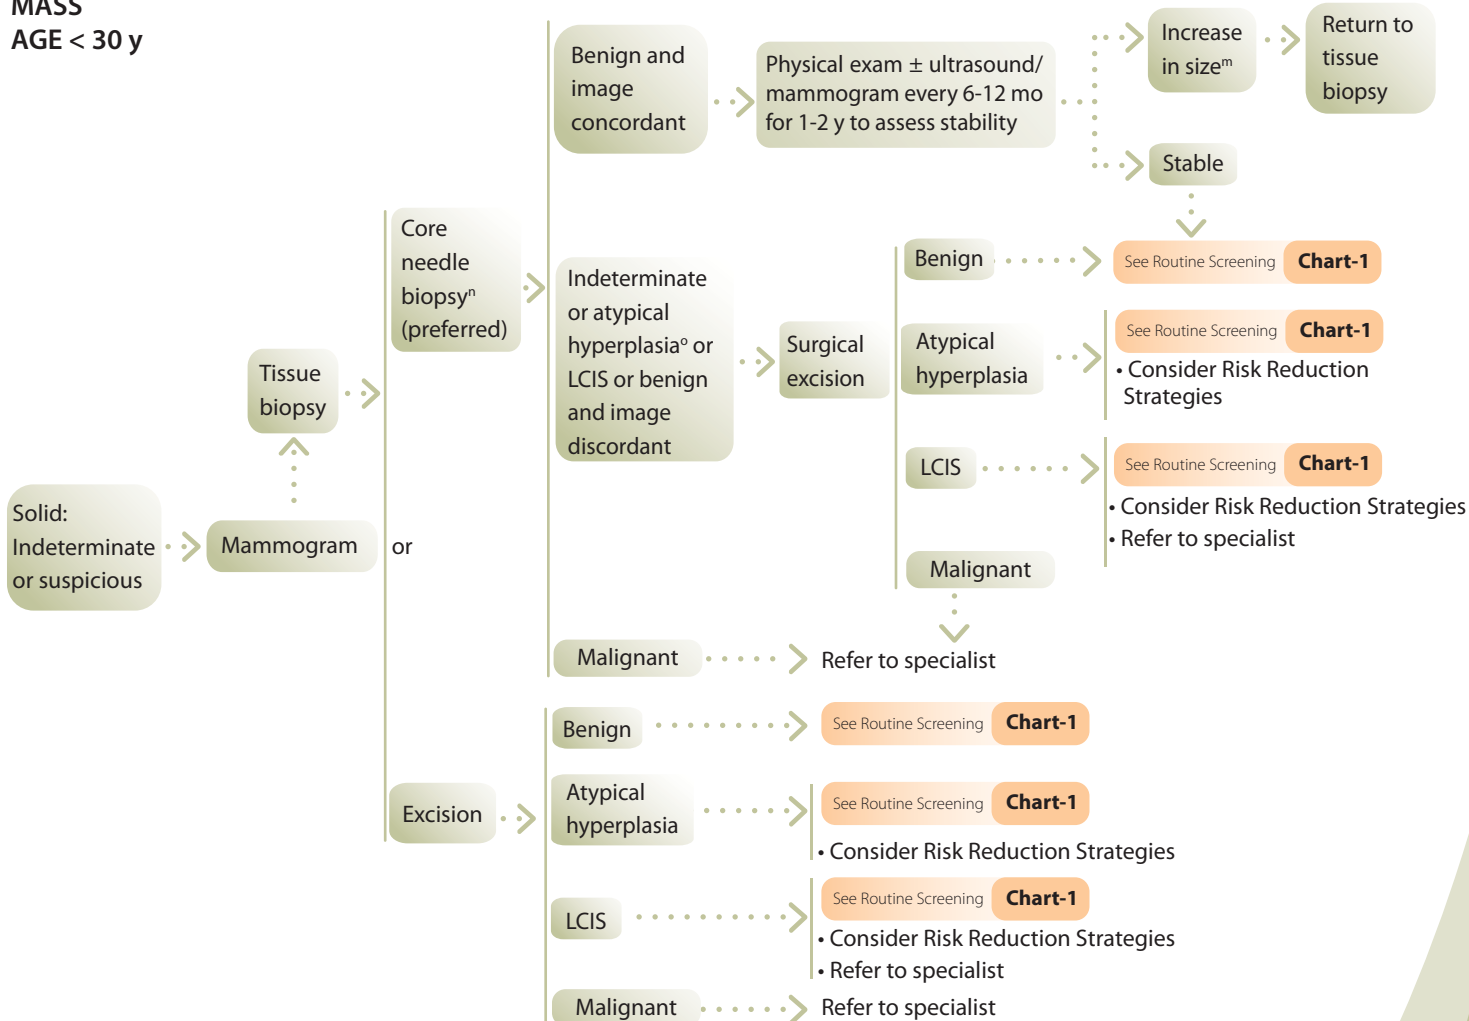 MASS
AGE < 30 y
Solid:
Indeterminate
or suspicious
Mammogram
Tissue
biopsy
or
Core
needle
biopsyⁿ
(preferred)
Benign and
image
concordant
Physical exam ± ultrasound/
mammogram every 6-12 mo
for 1-2 y to assess stability
Increase
in sizeᵐ
Return to
tissue
biopsy
Stable
Indeterminate
or atypical
hyperplasiaᵒ or
LCIS or benign
and image
discordant
Surgical
excision
Benign
See Routine Screening Chart-1
Atypical
hyperplasia
See Routine Screening Chart-1
• Consider Risk Reduction
Strategies
LCIS
See Routine Screening Chart-1
• Consider Risk Reduction Strategies
• Refer to specialist
Malignant
Malignant
Refer to specialist
Excision
Benign
See Routine Screening Chart-1
Atypical
hyperplasia
See Routine Screening Chart-1
• Consider Risk Reduction Strategies
LCIS
See Routine Screening Chart-1
• Consider Risk Reduction Strategies
• Refer to specialist
Malignant
Refer to specialist